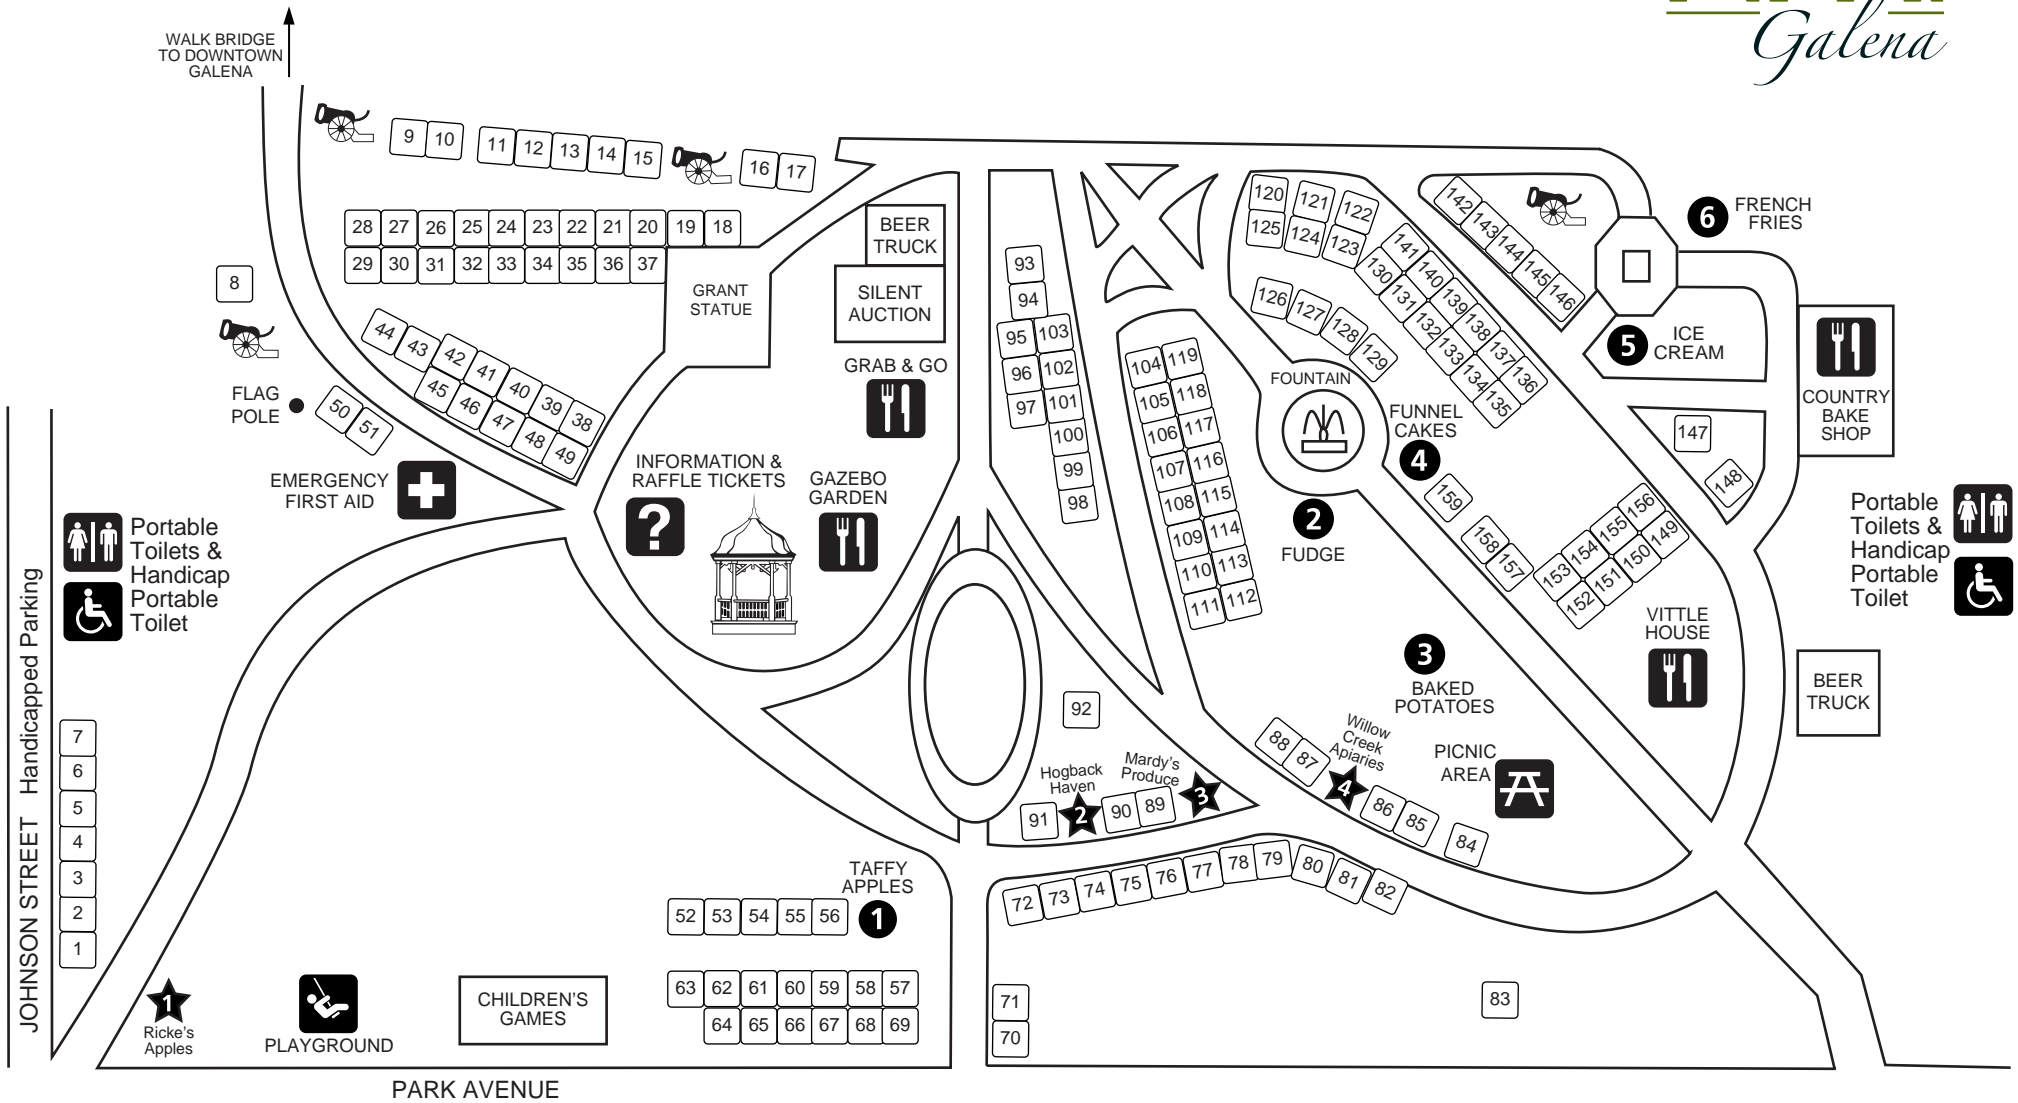 Galena
WALK BRIDGE
TO DOWNTOWN
GALENA
9 10 11 12 13 14 15 16 17
28 27 26 25 24 23 22 21 20 19 18
29 30 31 32 33 34 35 36 37
8
44 43 42 41 40 39 38
45 46 47 48 49
50 51
FLAG
POLE
EMERGENCY
FIRST AID
GRANT
STATUE
BEER
TRUCK
SILENT
AUCTION
GRAB & GO
INFORMATION &
RAFFLE TICKETS
?
GAZEBO
GARDEN
93
94
95 103
96 102
97 101
100
99
98
104 119
105 118
106 117
107 116
108 115
109 114
110 113
111 112
120 121 122
125 124 123
126 127 128 129
141 140 139 138 137 136
130 131 132 133 134 135
142 143 144 145 146
6 FRENCH
FRIES
5 ICE
CREAM
COUNTRY
BAKE
SHOP
147
148
FOUNTAIN
FUNNEL
CAKES
4
2
FUDGE
159
158
157
153 154 155 156
152 151 150 149
VITTLE
HOUSE
3
BAKED
POTATOES
PICNIC
AREA
BEER
TRUCK
Portable
Toilets &
Handicap
Portable
Toilet
Portable
Toilets &
Handicap
Portable
Toilet
JOHNSON STREET Handicapped Parking
7
6
5
4
3
2
1
92
Hogback
Haven
2
Mardy's
Produce
3
91 90 89
88 87
Willow
Creek
Apiaries
4
86 85 84
72 73 74 75 76 77 78 79 80 81 82
83
71
70
TAFFY
APPLES
1
52 53 54 55 56
63 62 61 60 59 58 57
64 65 66 67 68 69
1
Ricke's
Apples
PLAYGROUND
CHILDREN'S
GAMES
PARK AVENUE